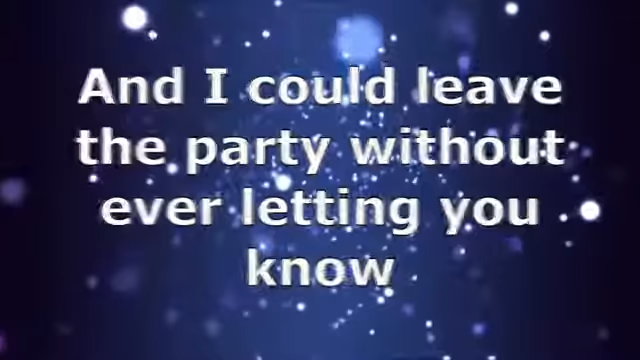 And I could leave
the party without
ever letting you
know